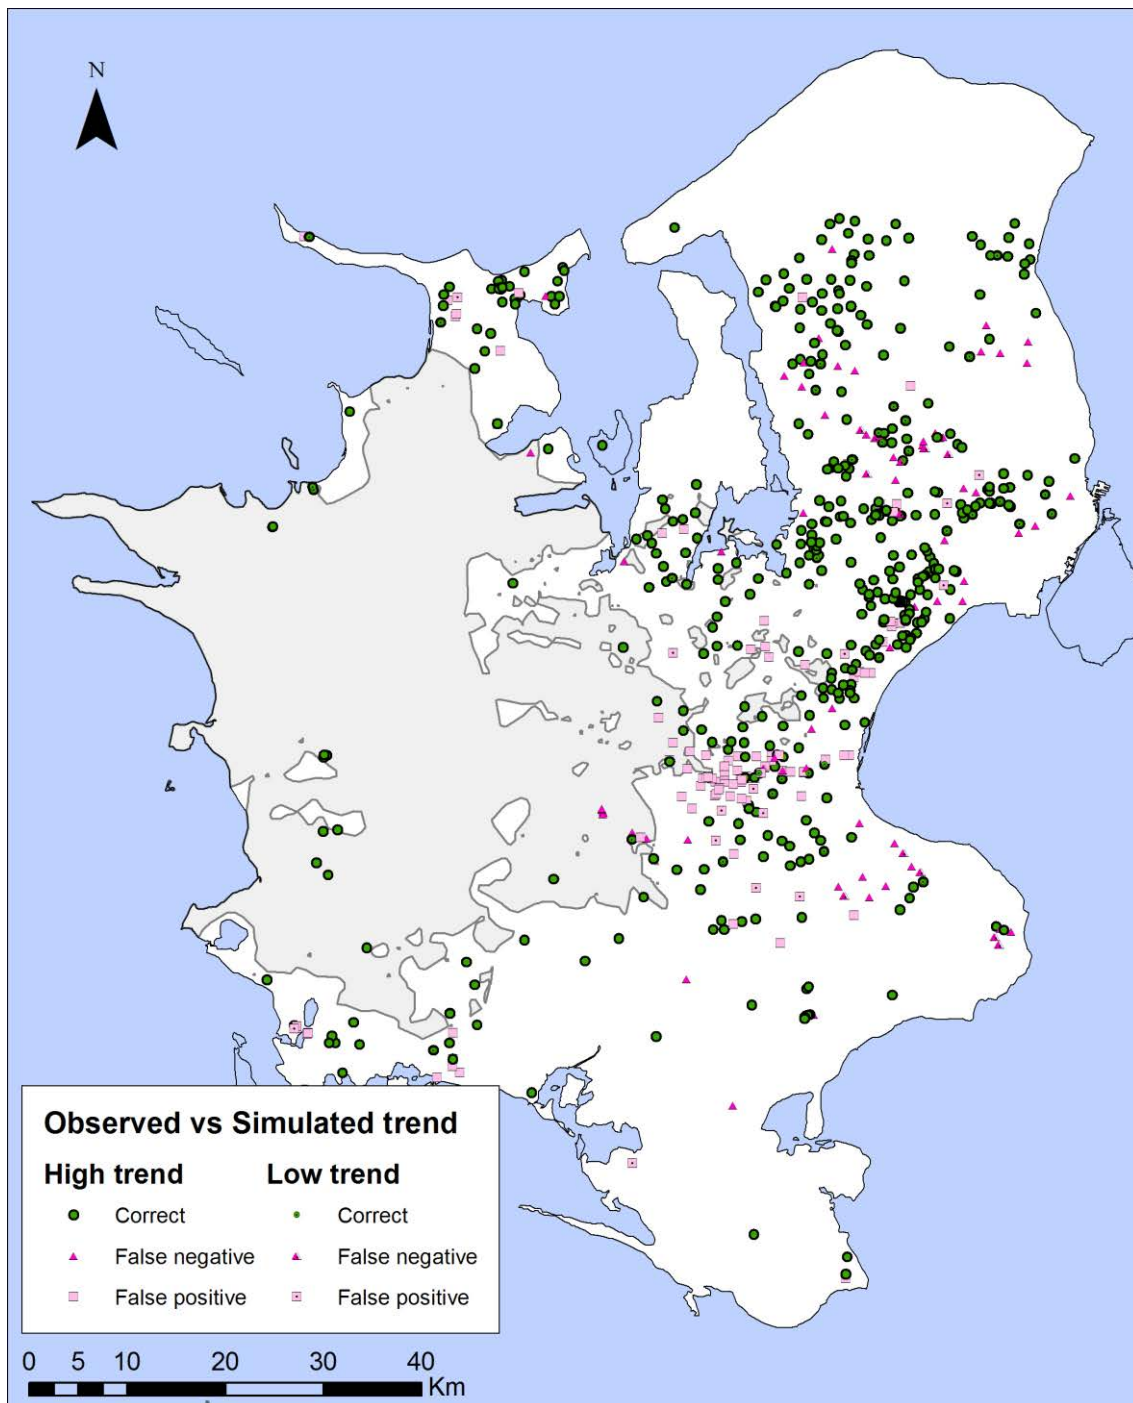 N
Observed vs Simulated trend
High trend Low trend
Correct Correct
False negative False negative
False positive False positive
0 5 10 20 30 40
Km